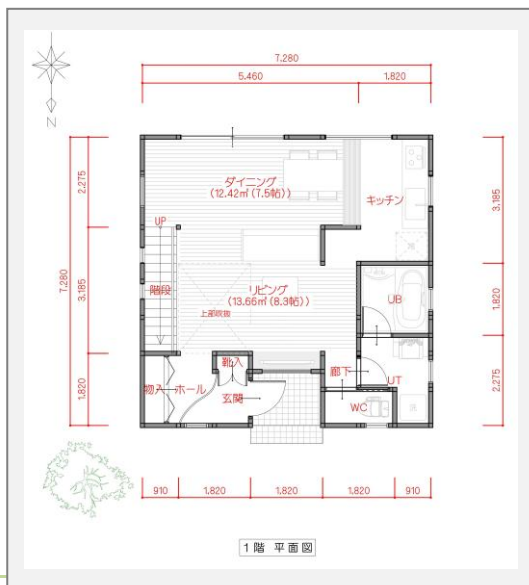 N
7.280
5.460
1.820
2.275
3.185
1.820
7.280
3.185
1.820
2.275
ダイニング
(12.42㎡(7.5帖))
キッチン
UP
階段
リビング
(13.66㎡(8.3帖))
上部吹抜
UB
靴入
廊下
UT
物入
ホール
玄関
WC
910
1.820
1.820
1.820
910
1階 平面図